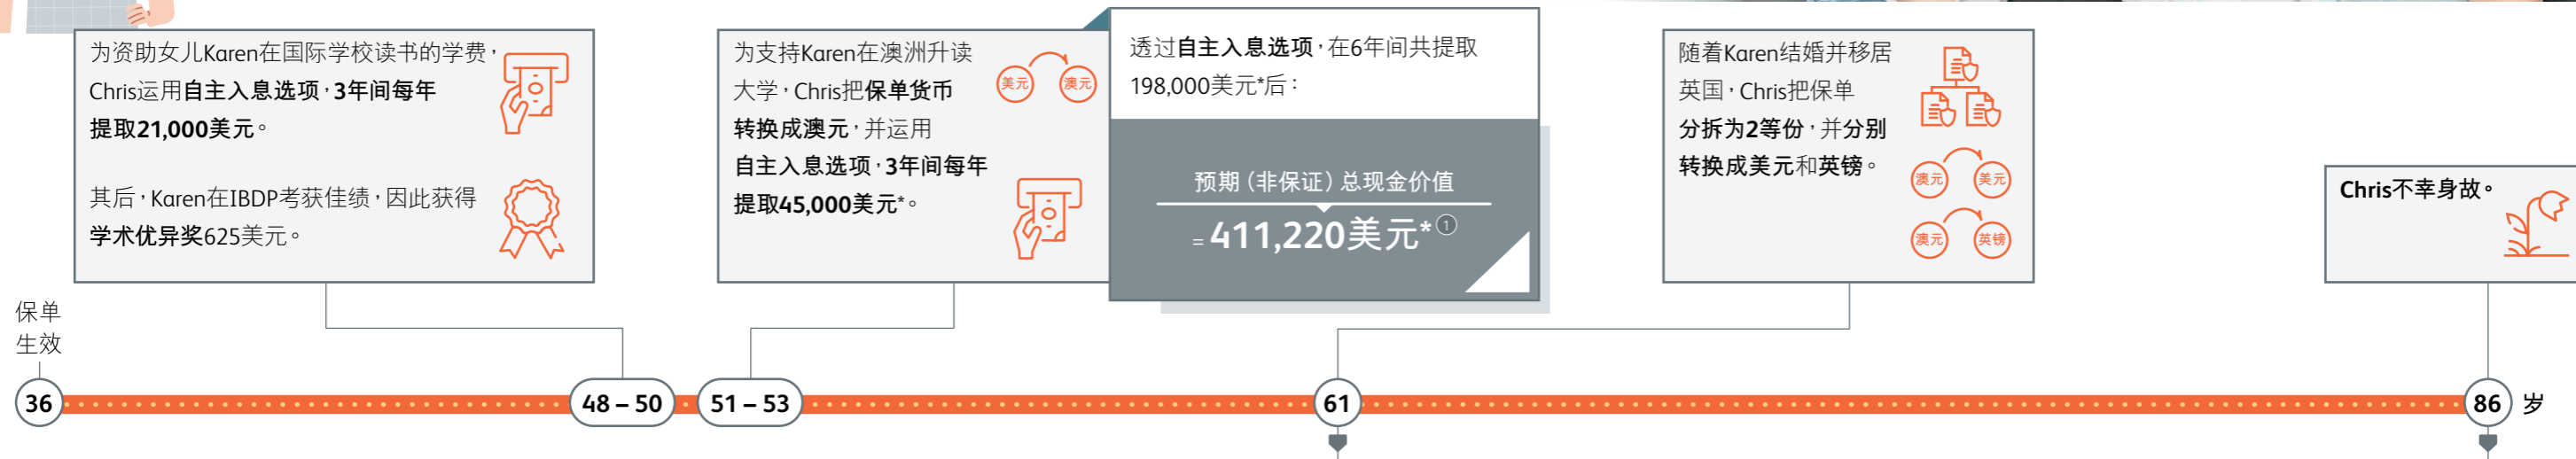 为资助女儿Karen在国际学校读书的学费，
Chris运用自主入息选项，3年间每年
提取21,000美元。
其后，Karen在IBDP考获佳绩，因此获得
学术优异奖625美元。
为支持Karen在澳洲升读
大学，Chris把保单货币
转换成澳元，并运用
自主入息选项，3年间每年
提取45,000美元*。
美元
澳元
透过自主入息选项，在6年间共提取
198,000美元*后：
预期（非保证）总现金价值
= 411,220美元*①
随着Karen结婚并移居
英国，Chris把保单
分拆为2等份，并分别
转换成美元和英镑。
澳元
美元
澳元
英镑
Chris不幸身故。
保单
生效
36
48 – 50
51 – 53
61
86 岁